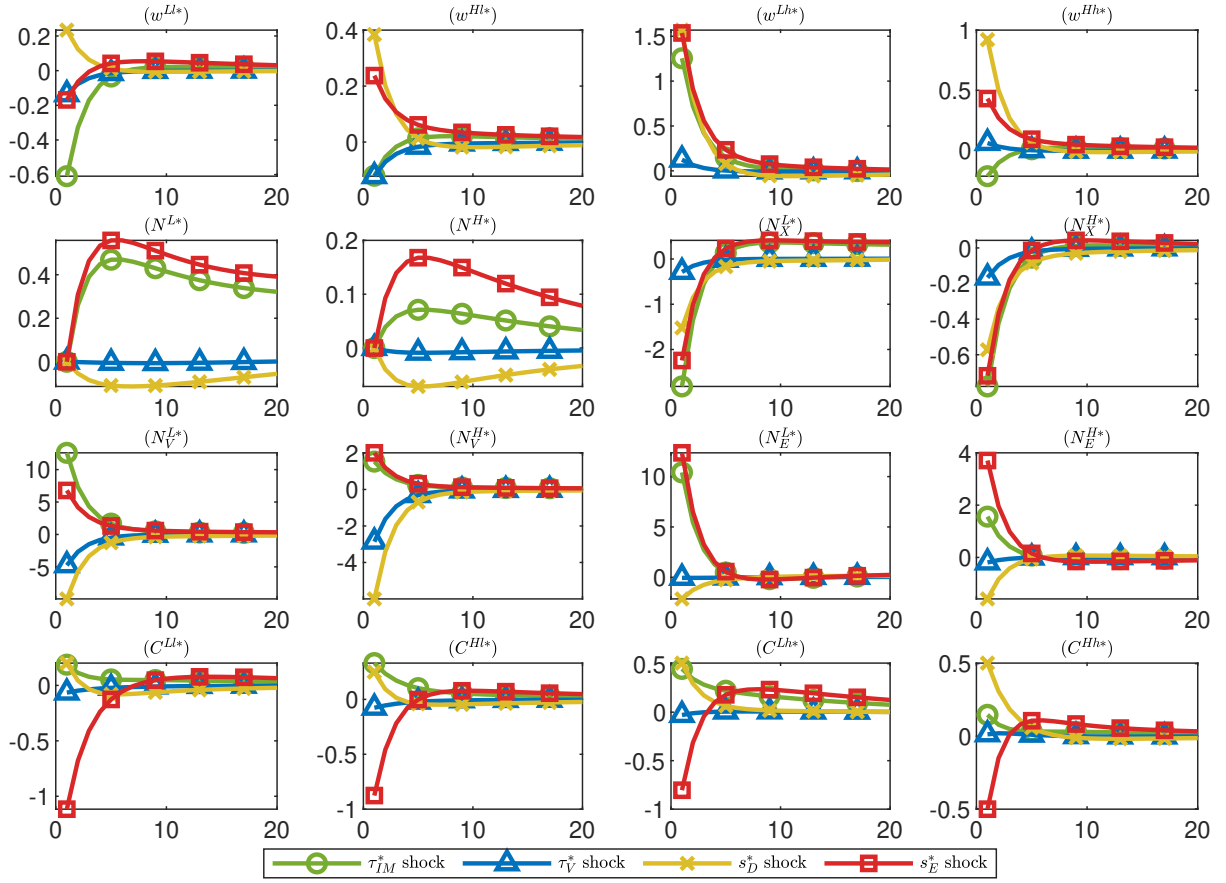 (w^{Ll*}) (w^{Hl*}) (w^{Lh*}) (w^{Hh*})
0.2 0 -0.2 -0.4 -0.6 0 10 20
0.4 0.2 0 0 10 20
1.5 1 0.5 0 0 10 20
1 0.5 0 0 10 20
(N^{L*}) (N^{H*}) (N_X^{L*}) (N_X^{H*})
0.4 0.2 0 0 10 20
0.2 0.1 0 0 10 20
0 -1 -2 0 10 20
0 -0.2 -0.4 -0.6 0 10 20
(N_V^{L*}) (N_V^{H*}) (N_E^{L*}) (N_E^{H*})
10 5 0 -5 0 10 20
2 0 -2 -4 0 10 20
10 5 0 0 10 20
4 2 0 0 10 20
(C^{Ll*}) (C^{Hl*}) (C^{Lh*}) (C^{Hh*})
0 -0.5 -1 0 10 20
0 -0.5 -1 0 10 20
0.5 0 -0.5 -1 0 10 20
0.5 0 -0.5 0 10 20
τ*_{IM} shock τ*_V shock s*_D shock s*_E shock